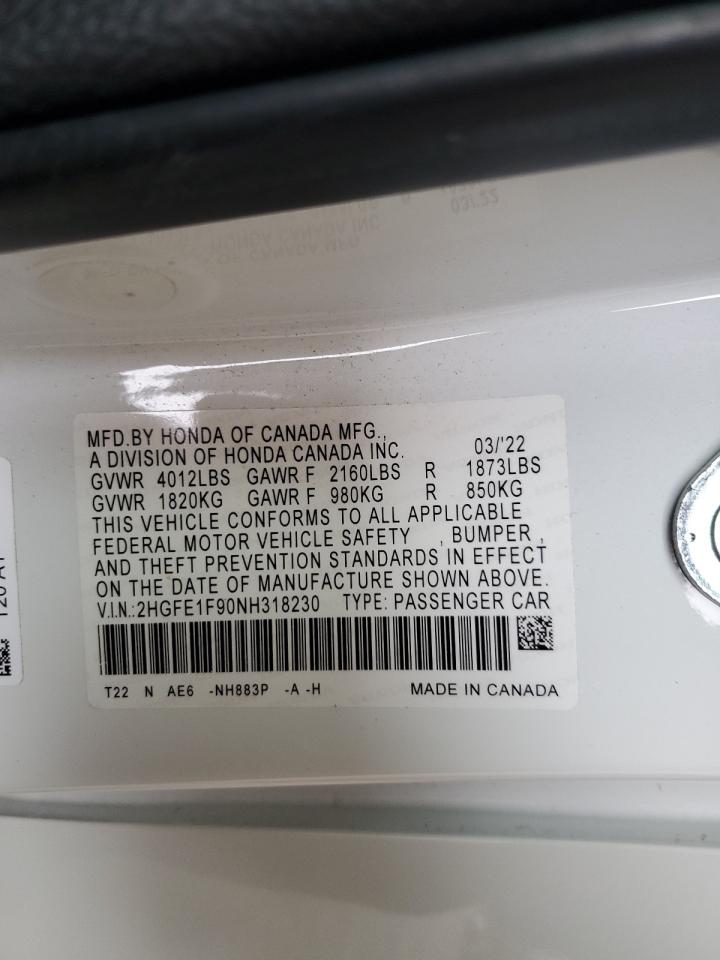 MFD.BY HONDA OF CANADA MFG.,
A DIVISION OF HONDA CANADA INC. 03/'22
GVWR 4012LBS GAWR F 2160LBS R 1873LBS
GVWR 1820KG GAWR F 980KG R 850KG
THIS VEHICLE CONFORMS TO ALL APPLICABLE
FEDERAL MOTOR VEHICLE SAFETY , BUMPER ,
AND THEFT PREVENTION STANDARDS IN EFFECT
ON THE DATE OF MANUFACTURE SHOWN ABOVE.
V.I.N.:2HGFE1F90NH318230 TYPE: PASSENGER CAR
T22 N AE6 -NH883P -A -H MADE IN CANADA